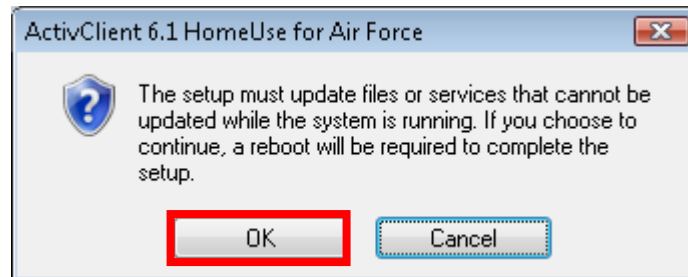 ActivClient 6.1 HomeUse for Air Force
The setup must update files or services that cannot be
updated while the system is running. If you choose to
continue, a reboot will be required to complete the
setup.
OK
Cancel